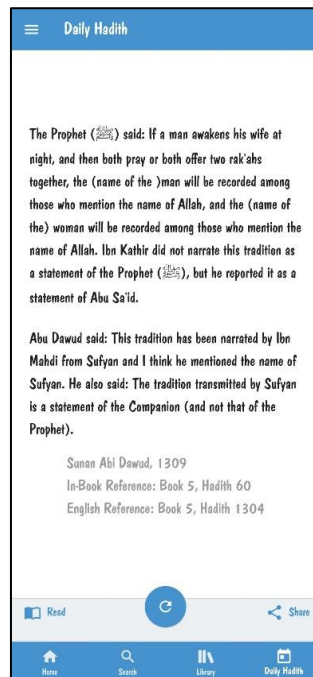 Daily Hadith
The Prophet (ﷺ) said: If a man awakens his wife at
night, and then both pray or both offer two rak'ahs
together, the (name of the )man will be recorded among
those who mention the name of Allah, and the (name of
the) woman will be recorded among those who mention the
name of Allah. Ibn Kathir did not narrate this tradition as
a statement of the Prophet (ﷺ), but he reported it as a
statement of Abu Sa'id.
Abu Dawud said: This tradition has been narrated by Ibn
Mahdi from Sufyan and I think he mentioned the name of
Sufyan. He also said: The tradition transmitted by Sufyan
is a statement of the Companion (and not that of the
Prophet).
Sunan Abi Dawud, 1309
In-Book Reference: Book 5, Hadith 60
English Reference: Book 5, Hadith 1304
Read Share
Home Search Library Daily Hadith